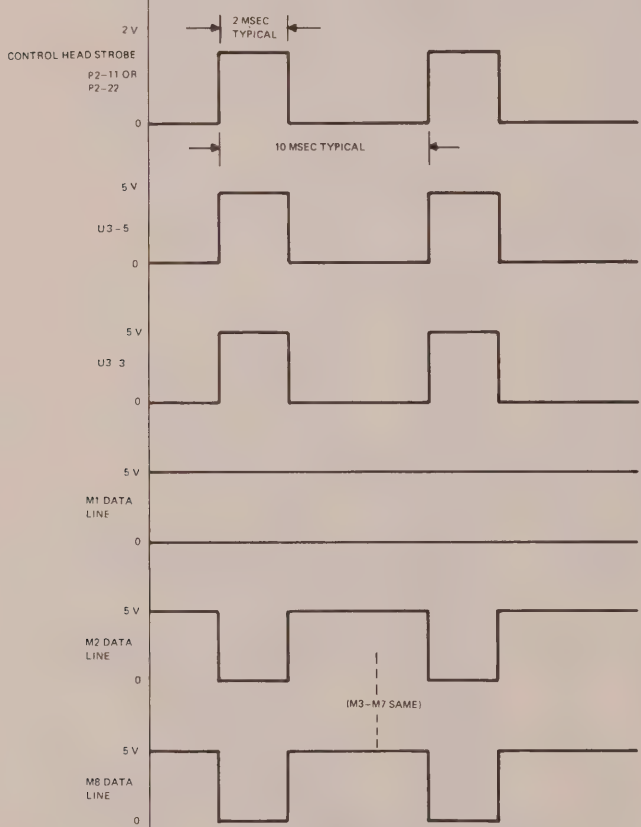 2 MSEC
TYPICAL
2 V
CONTROL HEAD STROBE
P2-11 OR
P2-22
0
10 MSEC TYPICAL
5 V
U3-5
0
5 V
U3 3
0
5 V
M1 DATA
LINE
0
5 V
M2 DATA
LINE
0
(M3-M7 SAME)
5 V
M8 DATA
LINE
0